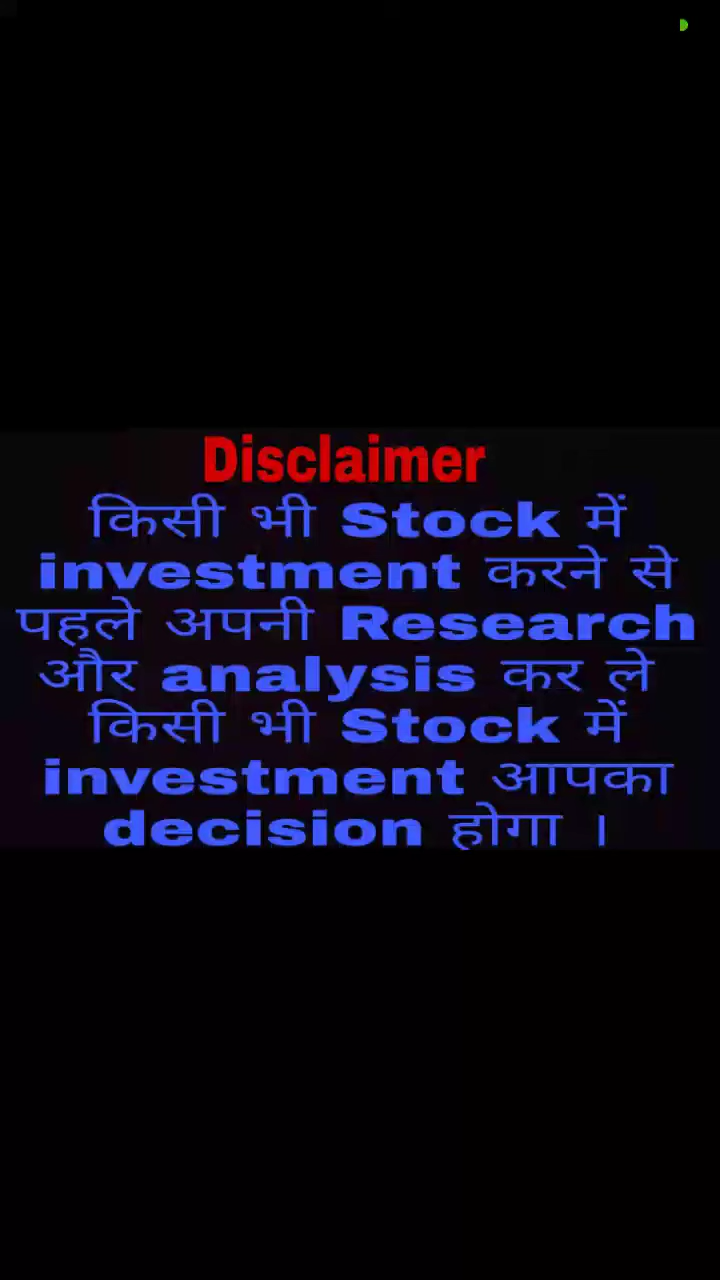 Disclaimer
किसी भी Stock में
investment करने से
पहले अपनी Research
और analysis कर ले
किसी भी Stock में
investment आपका
decision होगा ।